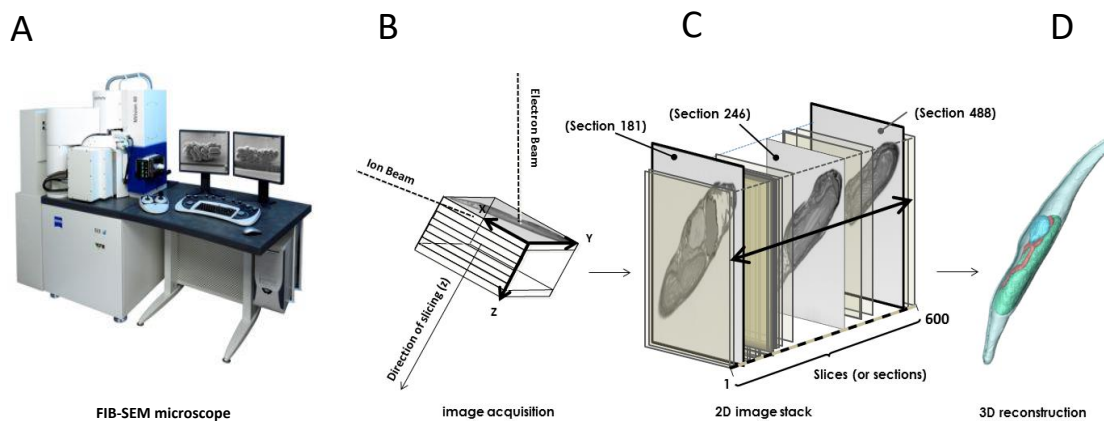 A
B
C
D
Electron Beam
Ion Beam
X
Y
Z
Direction of slicing (z)
(Section 181)
(Section 246)
(Section 488)
600
1
Slices (or sections)
FIB-SEM microscope
image acquisition
2D image stack
3D reconstruction